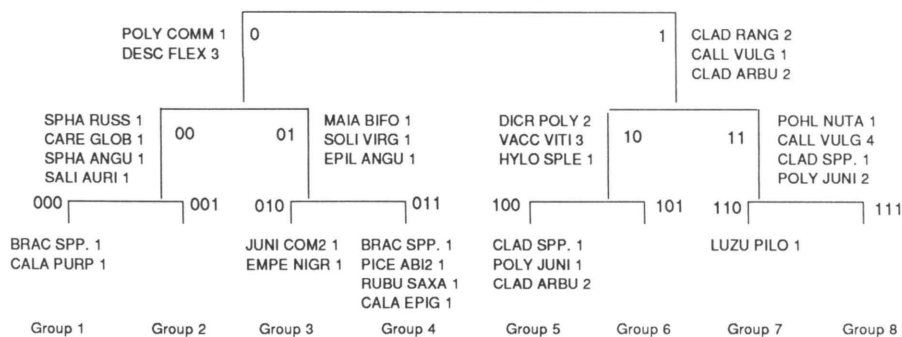 POLY COMM 1
DESC FLEX 3
0
1
CLAD RANG 2
CALL VULG 1
CLAD ARBU 2
SPHA RUSS 1
CARE GLOB 1
SPHA ANGU 1
SALI AURI 1
00
01
MAIA BIFO 1
SOLI VIRG 1
EPIL ANGU 1
DICR POLY 2
VACC VITI 3
HYLO SPLE 1
10
11
POHL NUTA 1
CALL VULG 4
CLAD SPP. 1
POLY JUNI 2
000
001
010
011
100
101
110
111
BRAC SPP. 1
CALA PURP 1
JUNI COM2 1
EMPE NIGR 1
BRAC SPP. 1
PICE ABI2 1
RUBU SAXA 1
CALA EPIG 1
CLAD SPP. 1
POLY JUNI 1
CLAD ARBU 2
LUZU PILO 1
Group 1 Group 2 Group 3 Group 4 Group 5 Group 6 Group 7 Group 8